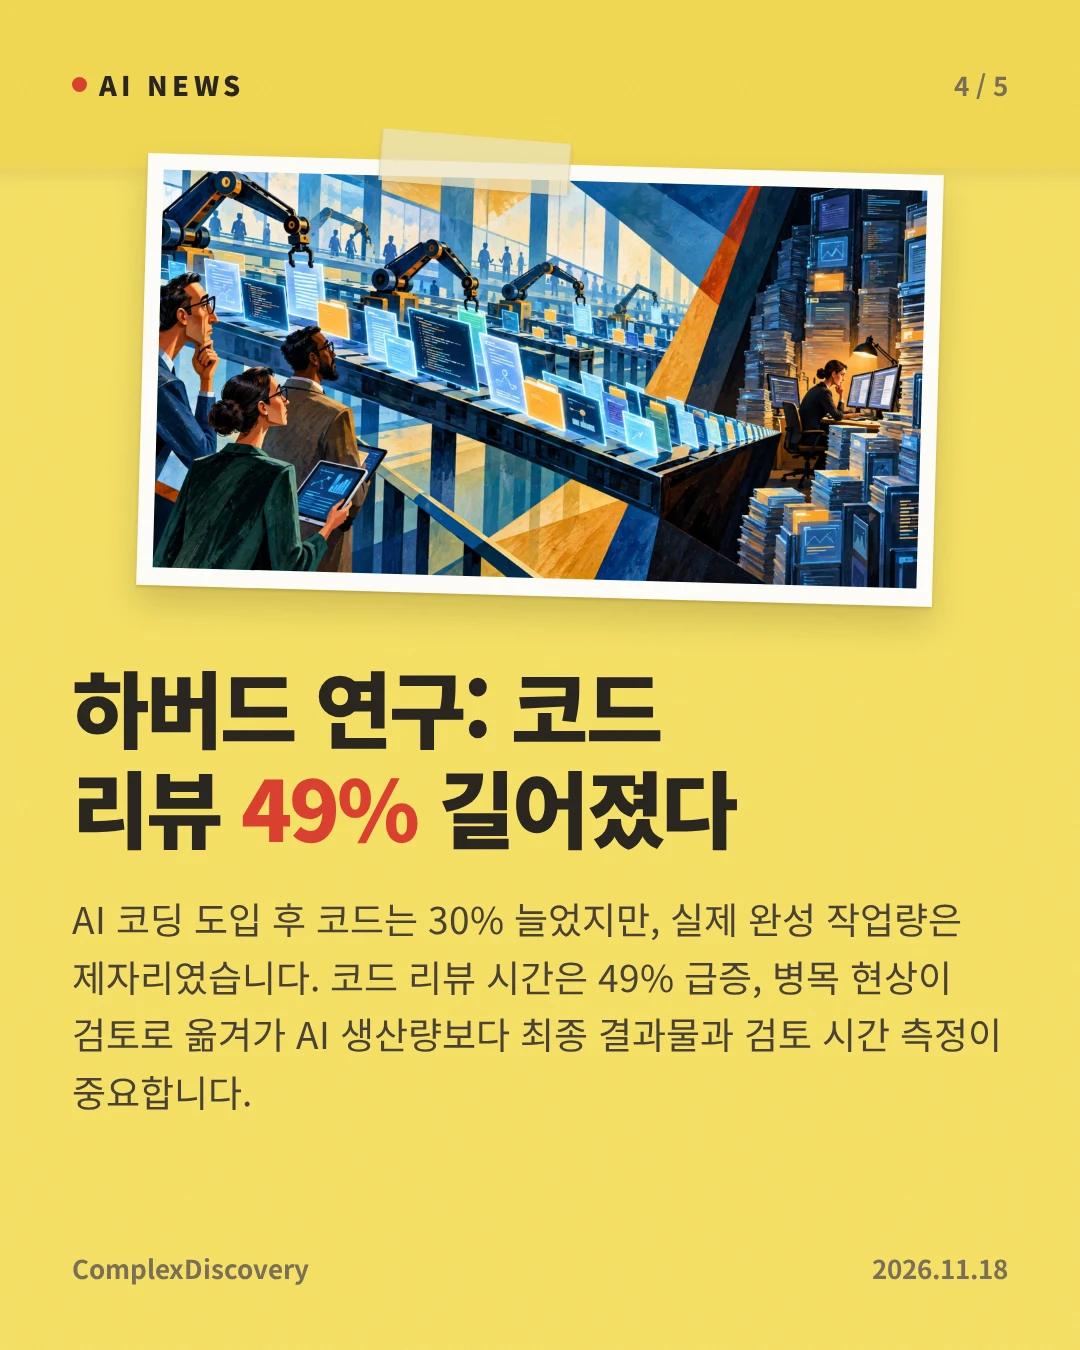 AI NEWS
4 / 5
하버드 연구: 코드
리뷰 49% 길어졌다
AI 코딩 도입 후 코드는 30% 늘었지만, 실제 완성 작업량은
제자리였습니다. 코드 리뷰 시간은 49% 급증, 병목 현상이
검토로 옮겨가 AI 생산량보다 최종 결과물과 검토 시간 측정이
중요합니다.
ComplexDiscovery
2026.11.18